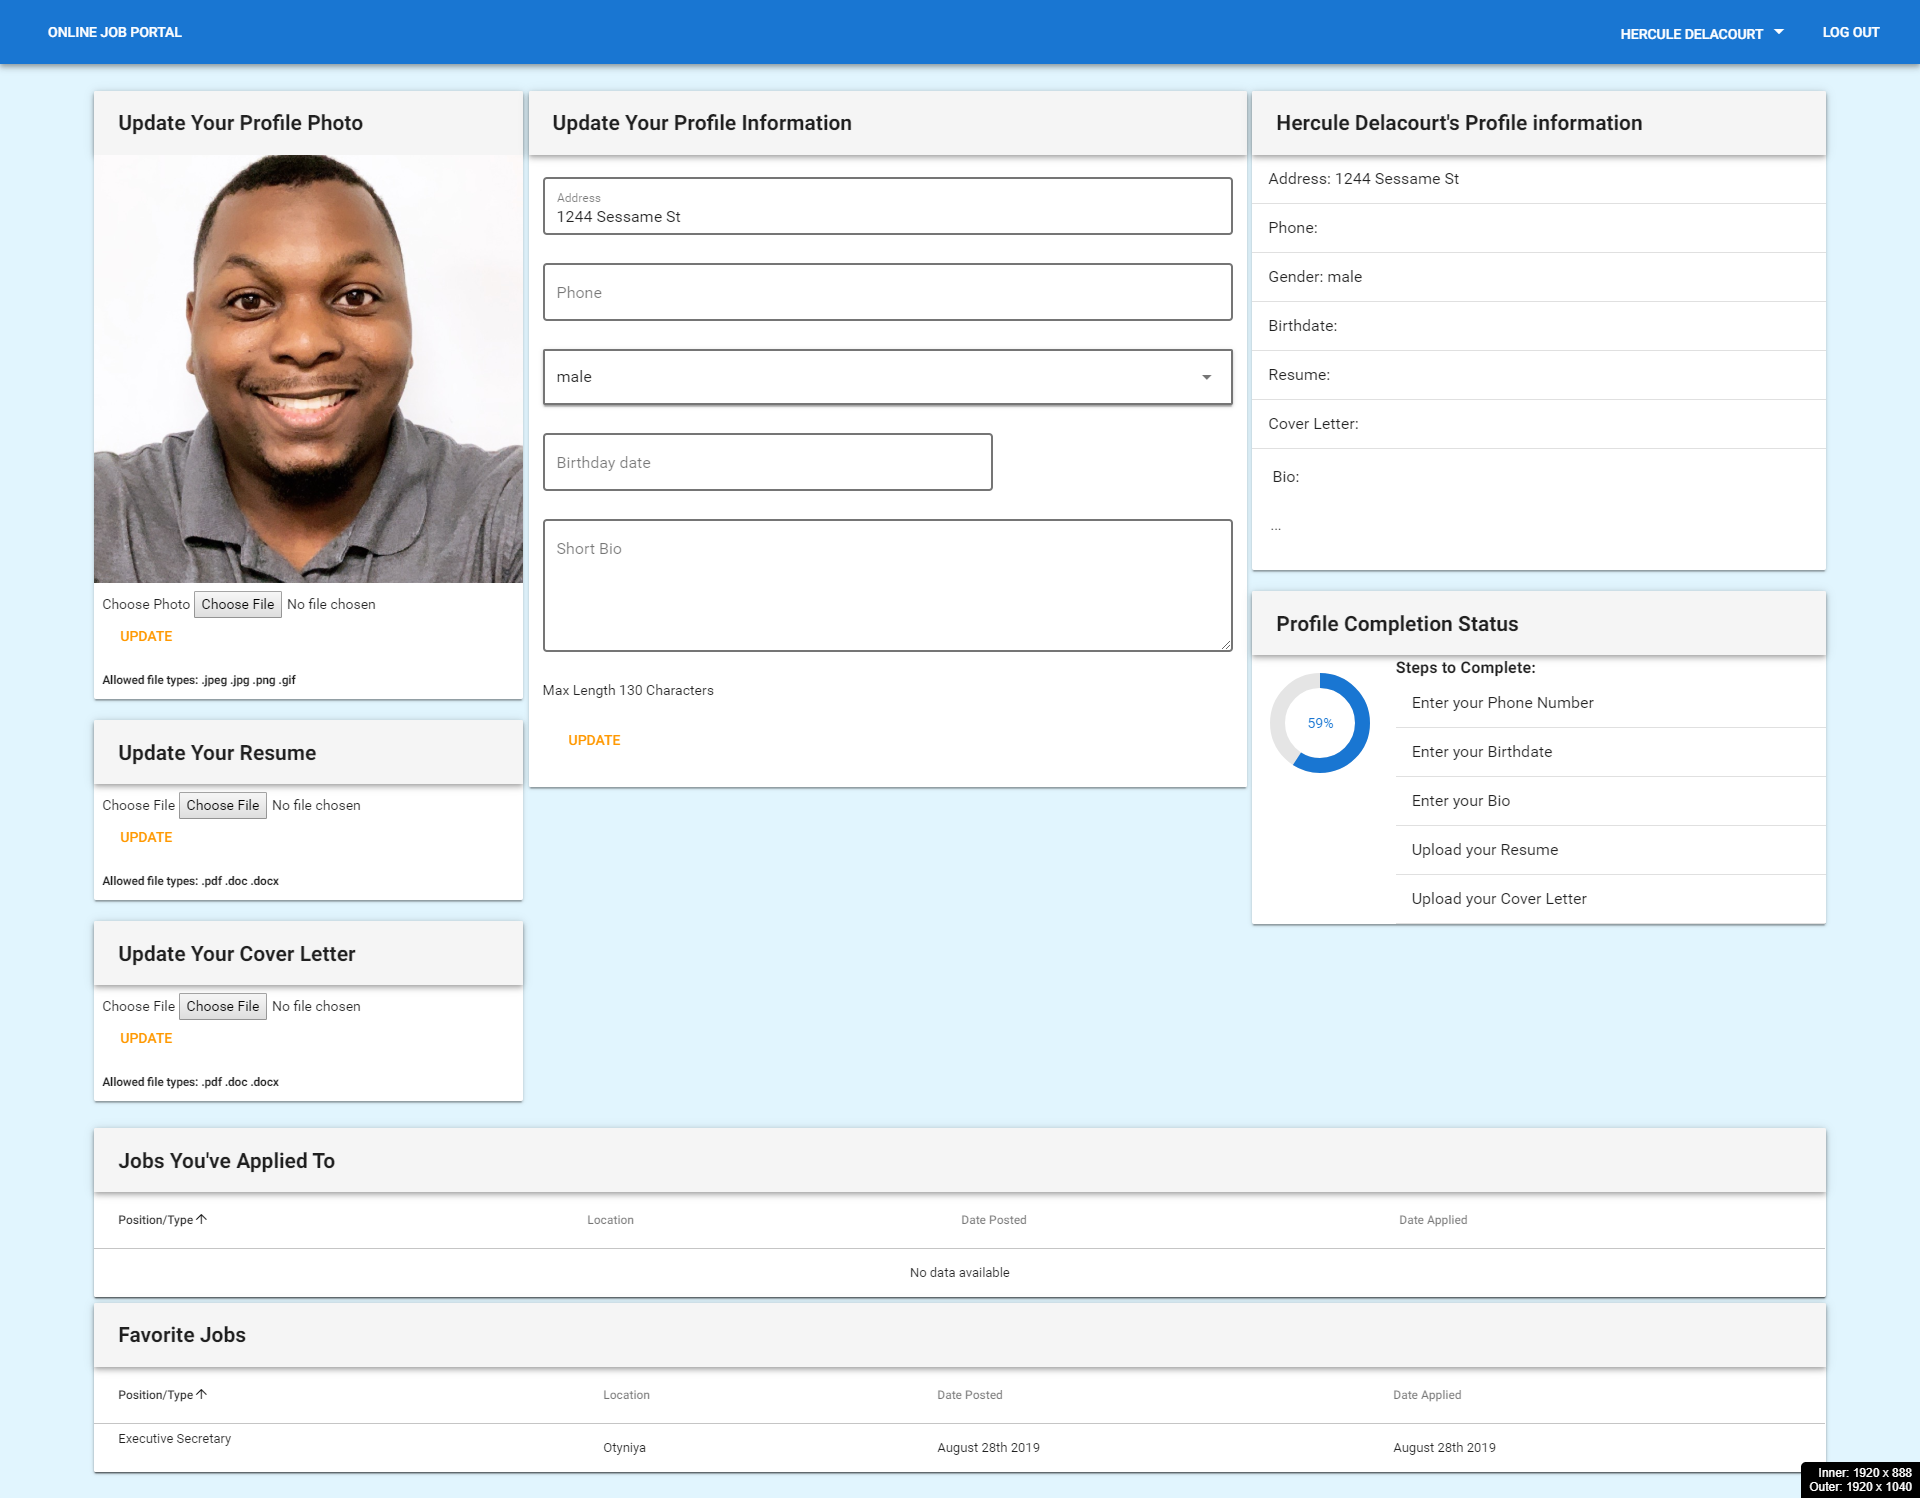 ONLINE JOB PORTAL
HERCULE DELACOURT
LOG OUT
Update Your Profile Photo
Choose Photo Choose File No file chosen
UPDATE
Allowed file types: .jpeg .jpg .png .gif
Update Your Resume
Choose File Choose File No file chosen
UPDATE
Allowed file types: .pdf .doc .docx
Update Your Cover Letter
Choose File Choose File No file chosen
UPDATE
Allowed file types: .pdf .doc .docx
Update Your Profile Information
Address
1244 Sessame St
Phone
male
Birthday date
Short Bio
Max Length 130 Characters
UPDATE
Hercule Delacourt's Profile information
Address: 1244 Sessame St
Phone:
Gender: male
Birthdate:
Resume:
Cover Letter:
Bio:
...
Profile Completion Status
59%
Steps to Complete:
Enter your Phone Number
Enter your Birthdate
Enter your Bio
Upload your Resume
Upload your Cover Letter
Jobs You've Applied To
Position/Type Location Date Posted Date Applied
No data available
Favorite Jobs
Position/Type Location Date Posted Date Applied
Executive Secretary Otyniya August 28th 2019 August 28th 2019
Inner: 1920 x 888
Outer: 1920 x 1040